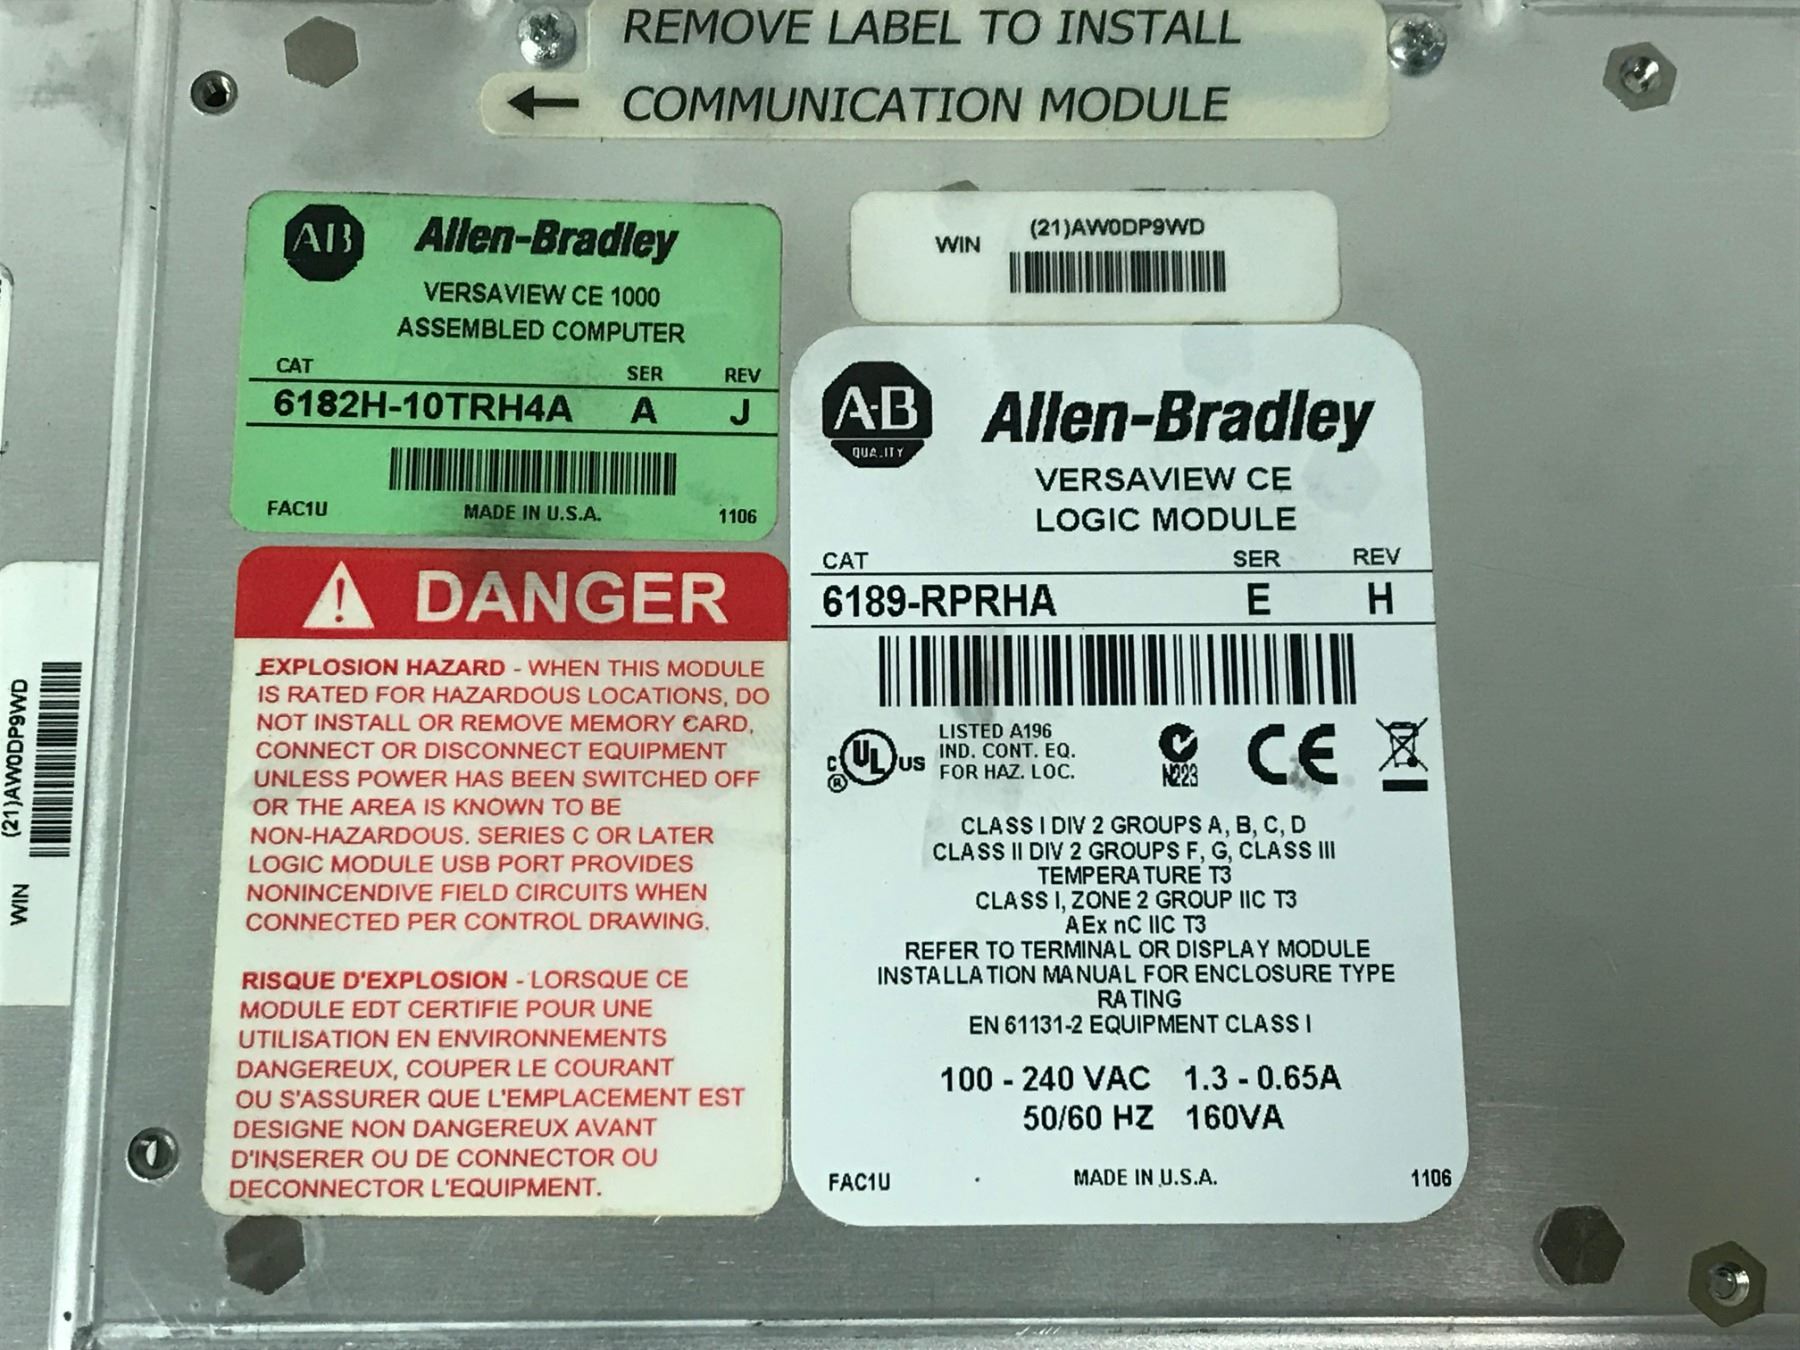 REMOVE LABEL TO INSTALL
COMMUNICATION MODULE
AB Allen-Bradley
VERSAVIEW CE 1000
ASSEMBLED COMPUTER
CAT SER REV
6182H-10TRH4A A J
FAC1U MADE IN U.S.A. 1106
WIN (21)AW0DP9WD
DANGER
EXPLOSION HAZARD - WHEN THIS MODULE
IS RATED FOR HAZARDOUS LOCATIONS, DO
NOT INSTALL OR REMOVE MEMORY CARD,
CONNECT OR DISCONNECT EQUIPMENT
UNLESS POWER HAS BEEN SWITCHED OFF
OR THE AREA IS KNOWN TO BE
NON-HAZARDOUS. SERIES C OR LATER
LOGIC MODULE USB PORT PROVIDES
NONINCENDIVE FIELD CIRCUITS WHEN
CONNECTED PER CONTROL DRAWING.
RISQUE D'EXPLOSION - LORSQUE CE
MODULE EDT CERTIFIE POUR UNE
UTILISATION EN ENVIRONNEMENTS
DANGEREUX, COUPER LE COURANT
OU S'ASSURER QUE L'EMPLACEMENT EST
DESIGNE NON DANGEREUX AVANT
D'INSERER OU DE CONNECTOR OU
DECONNECTOR L'EQUIPMENT.
A-B QUALITY Allen-Bradley
VERSAVIEW CE
LOGIC MODULE
CAT SER REV
6189-RPRHA E H
C UL US ®
LISTED A196
IND. CONT. EQ.
FOR HAZ. LOC.
N223
CE
CLASS I DIV 2 GROUPS A, B, C, D
CLASS II DIV 2 GROUPS F, G, CLASS III
TEMPERATURE T3
CLASS I, ZONE 2 GROUP IIC T3
AEx nC IIC T3
REFER TO TERMINAL OR DISPLAY MODULE
INSTALLATION MANUAL FOR ENCLOSURE TYPE
RATING
EN 61131-2 EQUIPMENT CLASS I
100 - 240 VAC 1.3 - 0.65A
50/60 HZ 160VA
FAC1U MADE IN U.S.A. 1106
WIN (21)AW0DP9WD